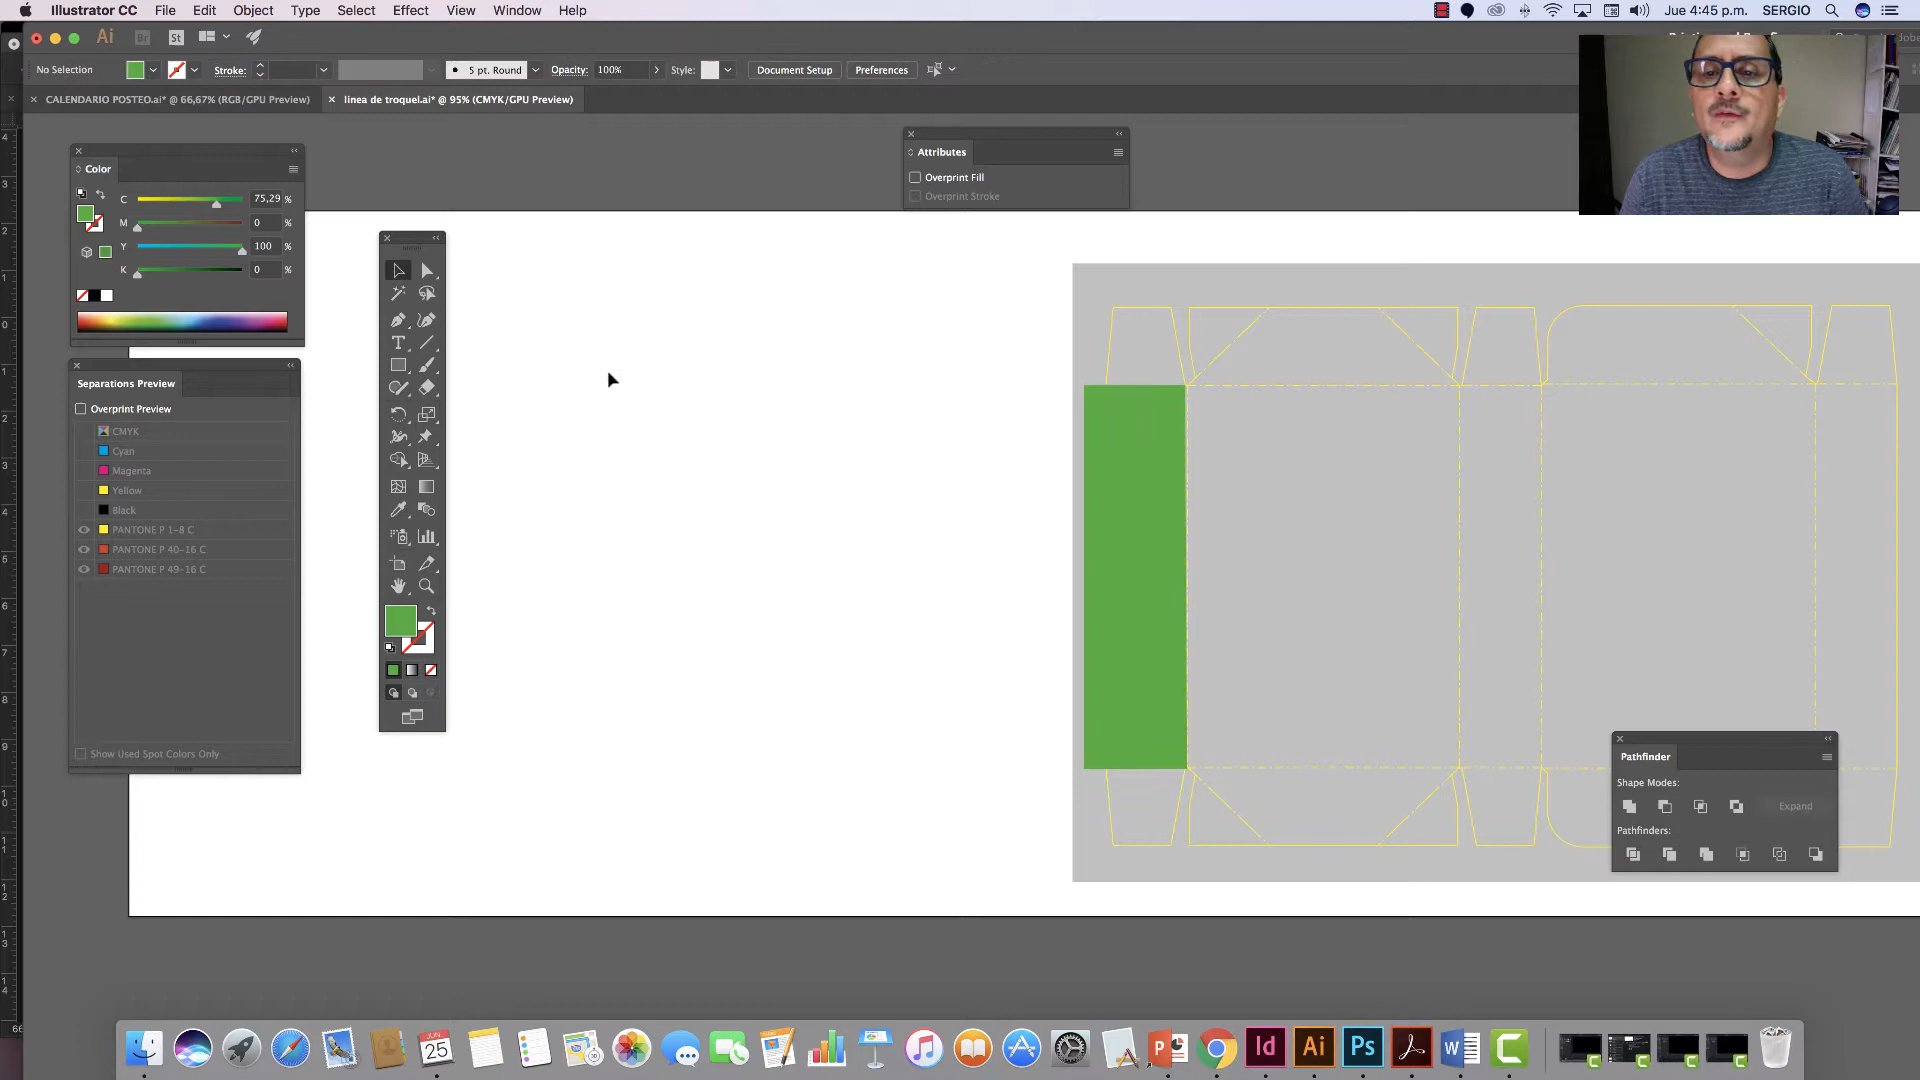 Illustrator CC File Edit Object Type Select Effect View Window Help
Jue 4:45 p.m. SERGIO
Ai Br St
No Selection Stroke: 5 pt. Round Opacity: 100% Style: Document Setup Preferences
CALENDARIO POSTEO.ai* @ 66,67% (RGB/GPU Preview)
linea de troquel.ai* @ 95% (CMYK/GPU Preview)
Color
C 75,29 %
M 0 %
Y 100 %
K 0 %
Attributes
Overprint Fill
Overprint Stroke
Separations Preview
Overprint Preview
CMYK
Cyan
Magenta
Yellow
Black
PANTONE P 1-8 C
PANTONE P 40-16 C
PANTONE P 49-16 C
Show Used Spot Colors Only
Pathfinder
Shape Modes:
Expand
Pathfinders:
JUN
25
Id Ai Ps